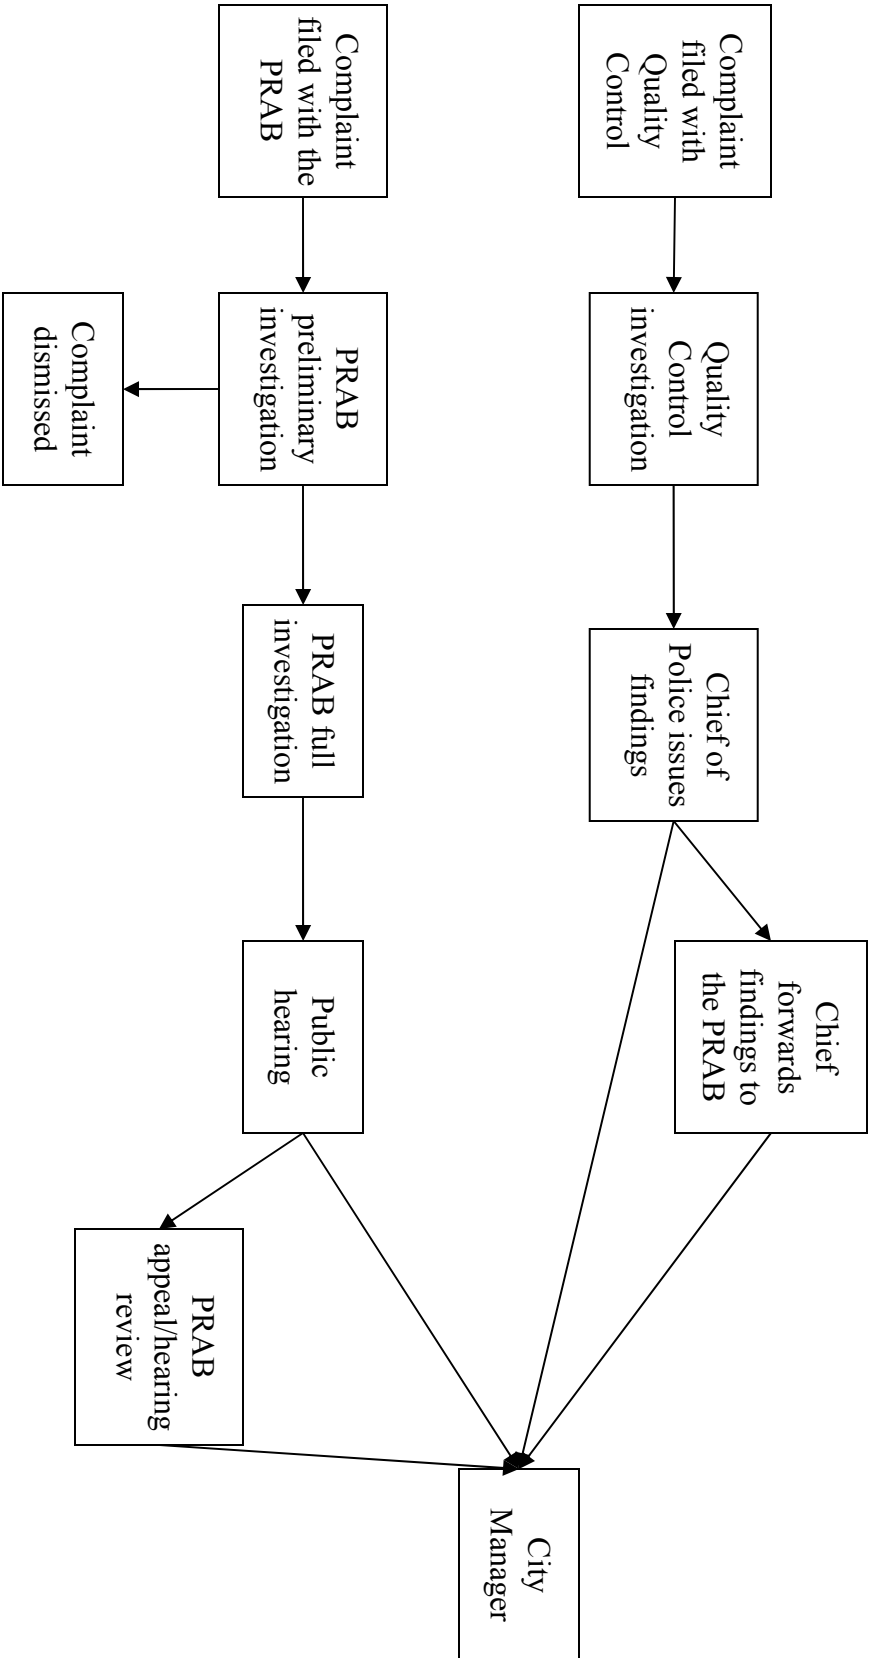 Complaint
filed with
Quality
Control
Quality
Control
investigation
Chief of
Police issues
findings
Chief
forwards
findings to
the PRAB
Complaint
filed with the
PRAB
PRAB
preliminary
investigation
PRAB full
investigation
Public
hearing
City
Manager
Complaint
dismissed
PRAB
appeal/hearing
review